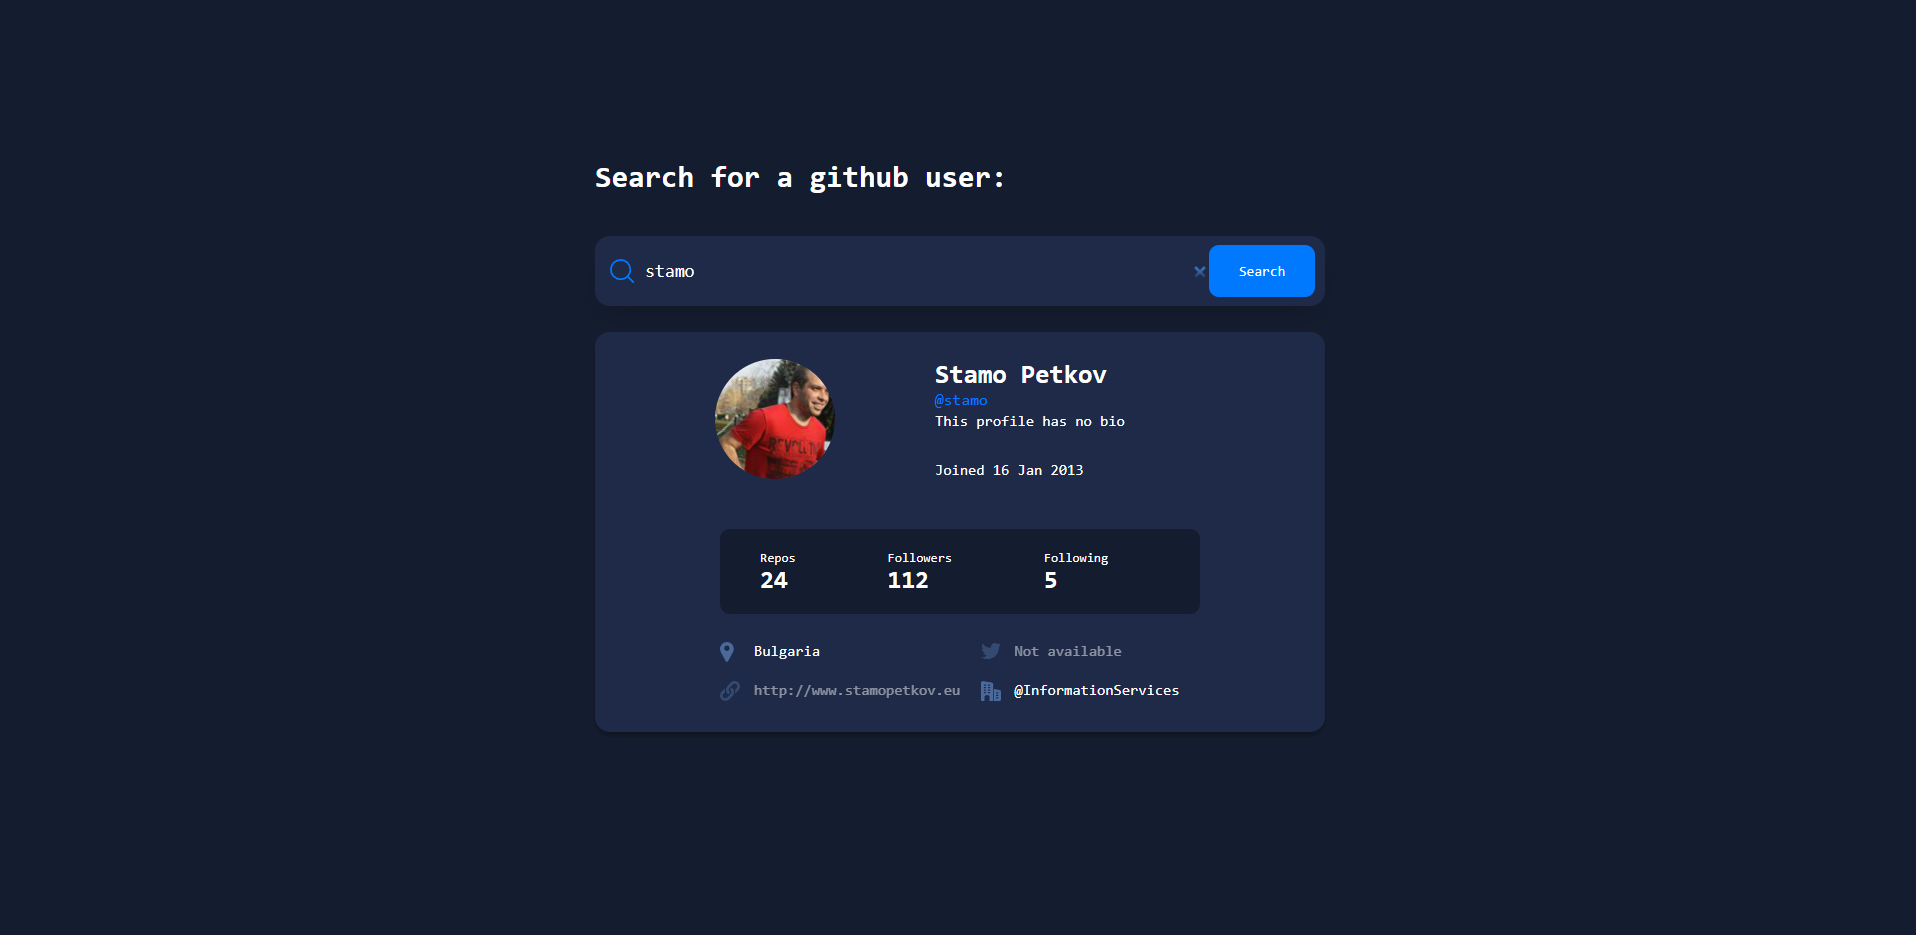 Search for a github user:
stamo
Search
Stamo Petkov
@stamo
This profile has no bio
Joined 16 Jan 2013
Repos Followers Following
24 112 5
Bulgaria Not available
http://www.stamopetkov.eu @InformationServices